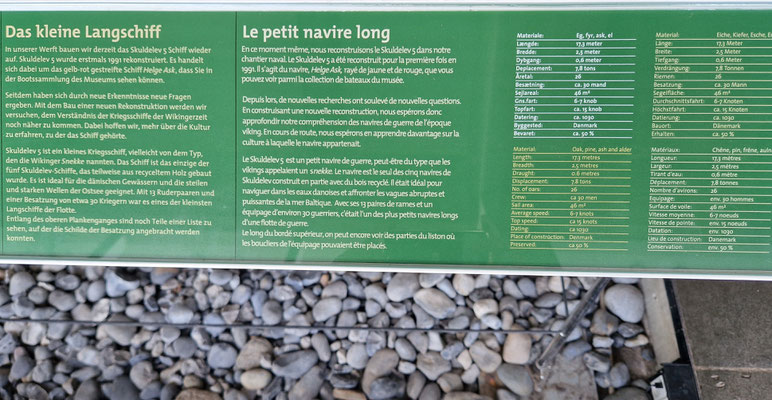 Das kleine Langschiff
In unserer Werft bauen wir derzeit das Skuldelev 5 Schiff wieder
auf. Skuldelev 5 wurde erstmals 1991 rekonstruiert. Es handelt
sich dabei um das gelb-rot gestreifte Schiff Helge Ask, dass Sie in
der Bootssammlung des Museums sehen können.
Seitdem haben sich durch neue Erkenntnisse neue Fragen
ergeben. Mit dem Bau einer neuen Rekonstruktion werden wir
versuchen, dem Verständnis der Kriegsschiffe der Wikingerzeit
noch näher zu kommen. Dabei hoffen wir, mehr über die Kultur
zu erfahren, zu der das Schiff gehörte.
Skuldelev 5 ist ein kleines Kriegsschiff, vielleicht von dem Typ,
den die Wikinger Snekke nannten. Das Schiff ist das einzige der
fünf Skuldelev-Schiffe, das teilweise aus recyceltem Holz gebaut
wurde. Es ist ideal für die dänischen Gewässern und die steilen
und starken Wellen der Ostsee geeignet. Mit 13 Ruderpaaren und
einer Besatzung von etwa 30 Kriegern war es eines der kleinsten
Langschiffe der Flotte.
Entlang des oberen Plankenganges sind noch Teile einer Liste zu
sehen, auf der die Schilde der Besatzung angebracht werden
konnten.
Le petit navire long
En ce moment même, nous reconstruisons le Skuldelev 5 dans notre
chantier naval. Le Skuldelev 5 a été reconstruit pour la première fois en
1991. Il s'agit du navire, Helge Ask, rayé de jaune et de rouge, que vous
pouvez voir parmi la collection de bateaux du musée.
Depuis lors, de nouvelles recherches ont soulevé de nouvelles questions.
En construisant une nouvelle reconstruction, nous espérons donc
approfondir notre compréhension des navires de guerre de l'époque
viking. En cours de route, nous espérons en apprendre davantage sur la
culture à laquelle le navire appartenait.
Le Skuldelev 5 est un petit navire de guerre, peut-être du type que les
vikings appelaient un snekke. Le navire est le seul des cinq navires de
Skuldelev construit en partie avec du bois recyclé. Il était idéal pour
naviguer dans les eaux danoises et affronter les vagues abruptes et
puissantes de la mer Baltique. Avec ses 13 paires de rames et un
équipage d'environ 30 guerriers, c'était l'un des plus petits navires longs
d'une flotte de guerre.
Le long du bord supérieur, on peut encore voir des parties du liston où
les boucliers de l'équipage pouvaient être placés.
Materiale: Eg, fyr, ask, el
Længde: 17,3 meter
Bredde: 2,5 meter
Dybgang: 0,6 meter
Deplacement: 7,8 tons
Åretal: 26
Besætning: ca. 30 mand
Sejlareal: 46 m²
Gns.fart: 6-7 knob
Topfart: ca. 15 knob
Datering: ca. 1030
Byggested: Danmark
Bevaret: ca. 50 %
Material: Oak, pine, ash and alder
Length: 17.3 metres
Breadth: 2.5 metres
Draught: 0.6 metres
Displacement: 7.8 tons
No. of oars: 26
Crew: ca 30 men
Sail area: 46 m²
Average speed: 6-7 knots
Top speed: ca 15 knots
Dating: ca 1030
Place of construction: Denmark
Preserved: ca 50 %
Material: Eiche, Kiefer, Esche,
Länge: 17,3 Meter
Breite: 2,5 Meter
Tiefgang: 0,6 Meter
Verdrängung: 7,8 Tonnen
Riemen: 26
Besatzung: ca. 30 Mann
Segelfläche: 46 m²
Durchschnittsfahrt: 6-7 Knoten
Höchstfahrt: ca. 15 Knoten
Datierung: ca. 1030
Bauort: Dänemark
Erhalten: ca. 50 %
Matériaux: Chêne, pin, frêne,
Longueur: 17,3 mètres
Largeur: 2,5 mètres
Tirant d'eau: 0,6 mètre
Déplacement: 7,8 tonnes
Nombre d'avirons: 26
Equipage: env. 30 hommes
Surface de voile: 46 m²
Vitesse moyenne: 6-7 noeuds
Vitesse de pointe: env. 15 noeuds
Datation: env. 1030
Lieu de construction: Danemark
Conservation: env. 50 %